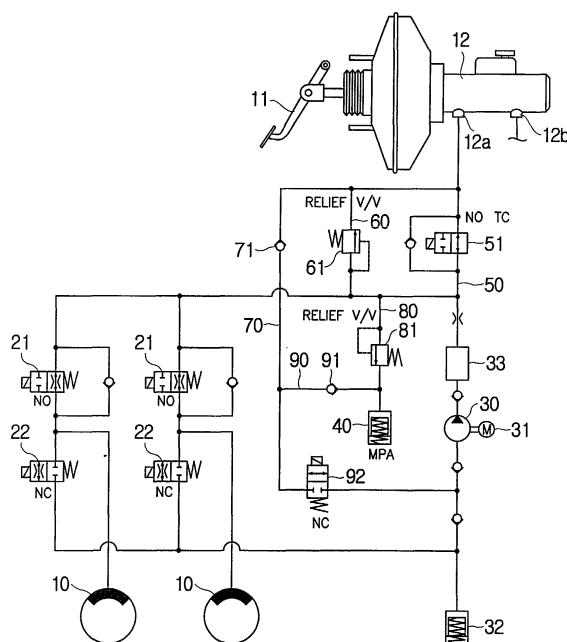 12
11
12a
12b
RELIEF V/V
NO TC
60
51
71
61
50
80
RELIEF V/V
81
21
21
70
33
90
91
NO
NO
30
40
M
31
22
22
MPA
92
NC
NC
NC
10
10
32